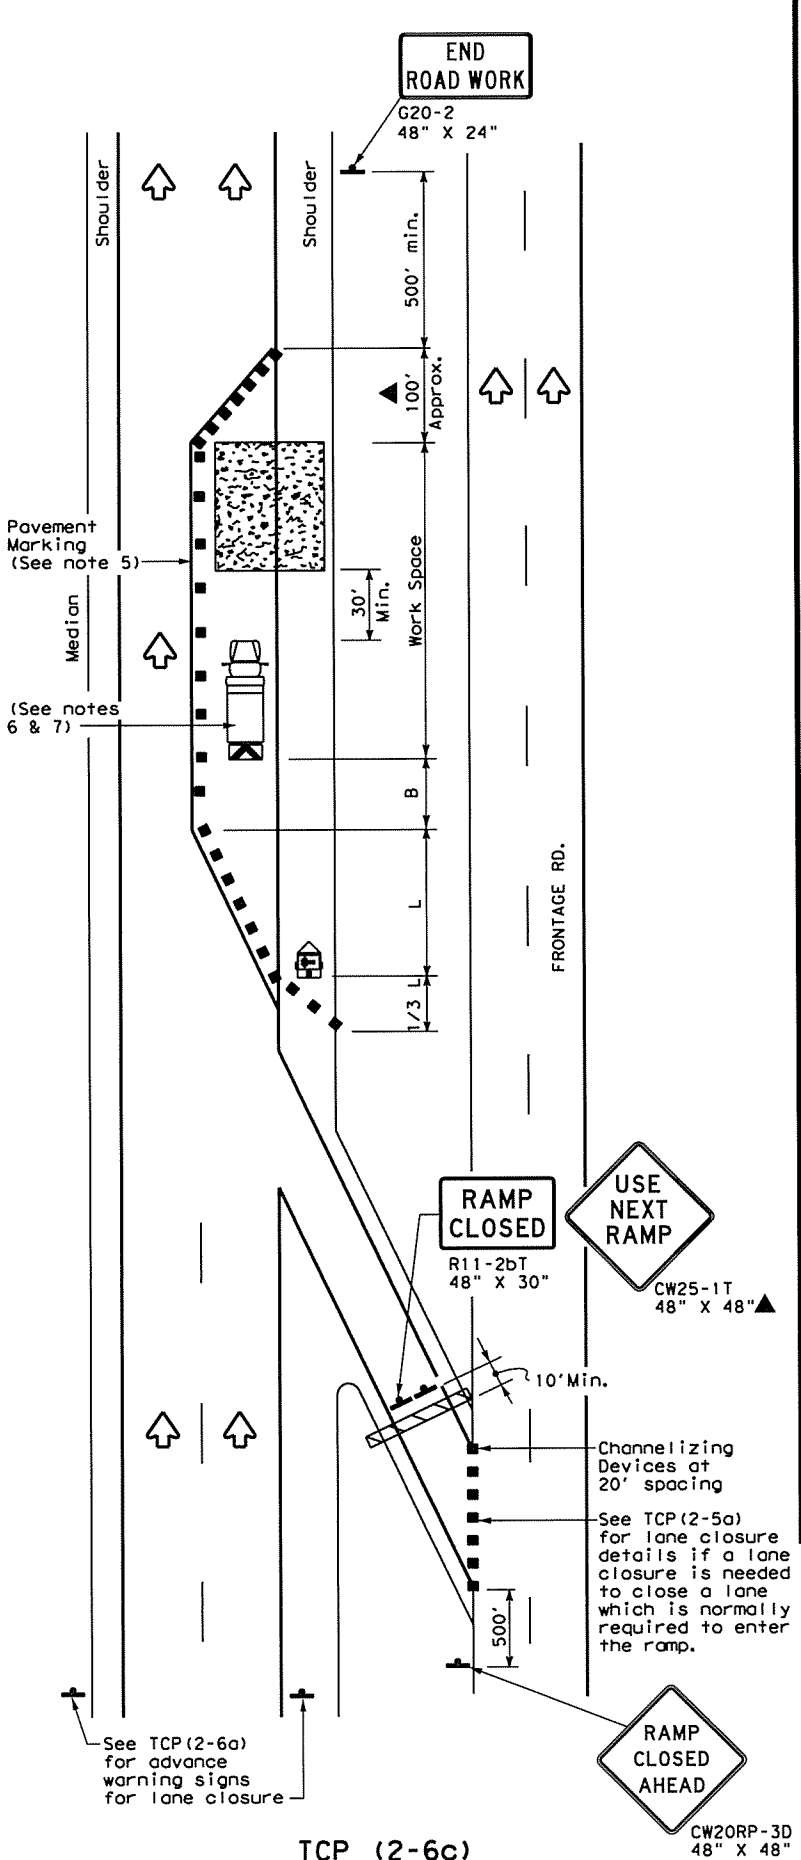 END
ROAD WORK
G20-2
48" X 24"
Shoulder
Shoulder
500' min.
100'
Approx.
Pavement
Marking
(See note 5)
Work Space
30'
Min.
Median
(See notes
6 & 7)
B
L
FRONTAGE RD.
1/3 L
RAMP
CLOSED
R11-2bT
48" X 30"
USE
NEXT
RAMP
CW25-1T
48" X 48"
10'Min.
Channelizing
Devices at
20' spacing
See TCP(2-5a)
for lane closure
details if a lane
closure is needed
to close a lane
which is normally
required to enter
the ramp.
500'
See TCP(2-6a)
for advance
warning signs
for lane closure
RAMP
CLOSED
AHEAD
CW20RP-3D
48" X 48"
TCP (2-6c)